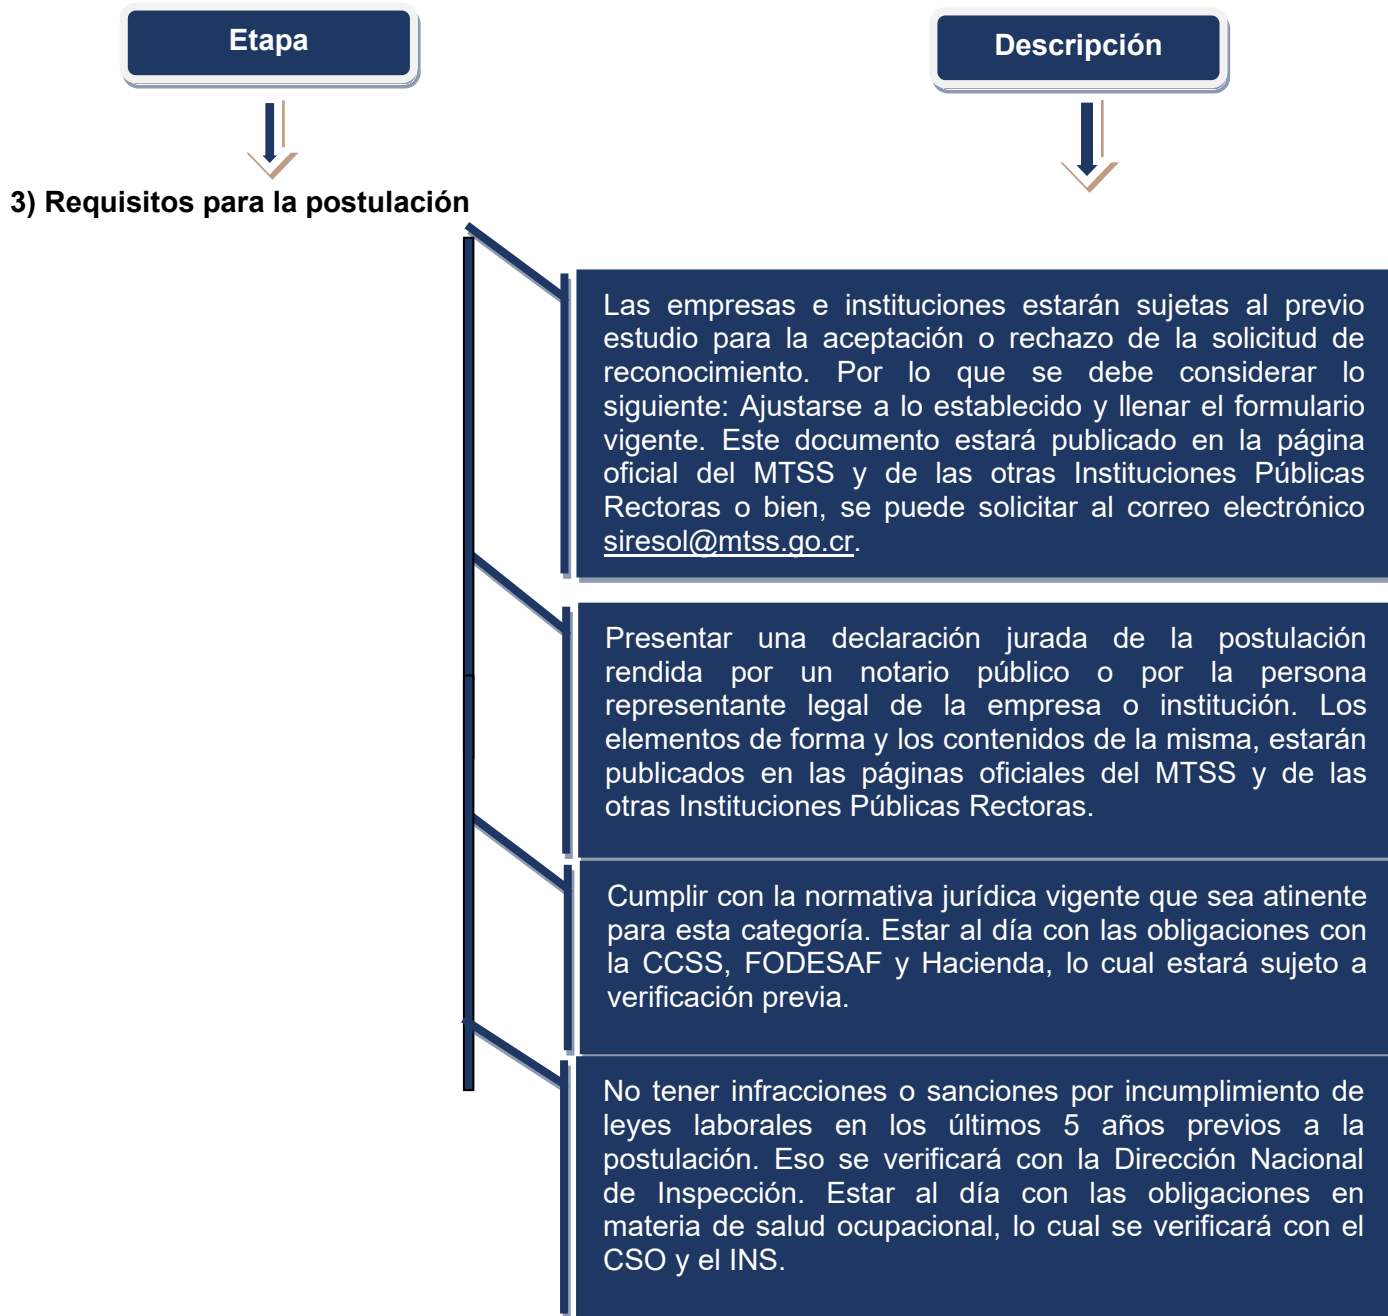 Etapa
Descripción
3) Requisitos para la postulación
Las empresas e instituciones estarán sujetas al previo
estudio para la aceptación o rechazo de la solicitud de
reconocimiento. Por lo que se debe considerar lo
siguiente: Ajustarse a lo establecido y llenar el formulario
vigente. Este documento estará publicado en la página
oficial del MTSS y de las otras Instituciones Públicas
Rectoras o bien, se puede solicitar al correo electrónico
siresol@mtss.go.cr.
Presentar una declaración jurada de la postulación
rendida por un notario público o por la persona
representante legal de la empresa o institución. Los
elementos de forma y los contenidos de la misma, estarán
publicados en las páginas oficiales del MTSS y de las
otras Instituciones Públicas Rectoras.
Cumplir con la normativa jurídica vigente que sea atinente
para esta categoría. Estar al día con las obligaciones con
la CCSS, FODESAF y Hacienda, lo cual estará sujeto a
verificación previa.
No tener infracciones o sanciones por incumplimiento de
leyes laborales en los últimos 5 años previos a la
postulación. Eso se verificará con la Dirección Nacional
de Inspección. Estar al día con las obligaciones en
materia de salud ocupacional, lo cual se verificará con el
CSO y el INS.